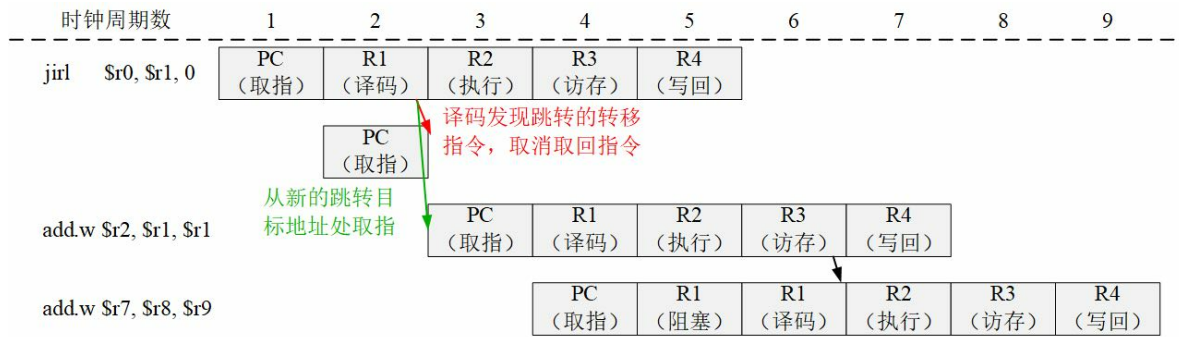 时钟周期数 1 2 3 4 5 6 7 8 9
jirl $r0, $r1, 0
PC
(取指)
R1
(译码)
R2
(执行)
R3
(访存)
R4
(写回)
PC
(取指)
译码发现跳转的转移
指令，取消取回指令
从新的跳转目
标地址处取指
add.w $r2, $r1, $r1
PC
(取指)
R1
(译码)
R2
(执行)
R3
(访存)
R4
(写回)
add.w $r7, $r8, $r9
PC
(取指)
R1
(阻塞)
R1
(译码)
R2
(执行)
R3
(访存)
R4
(写回)